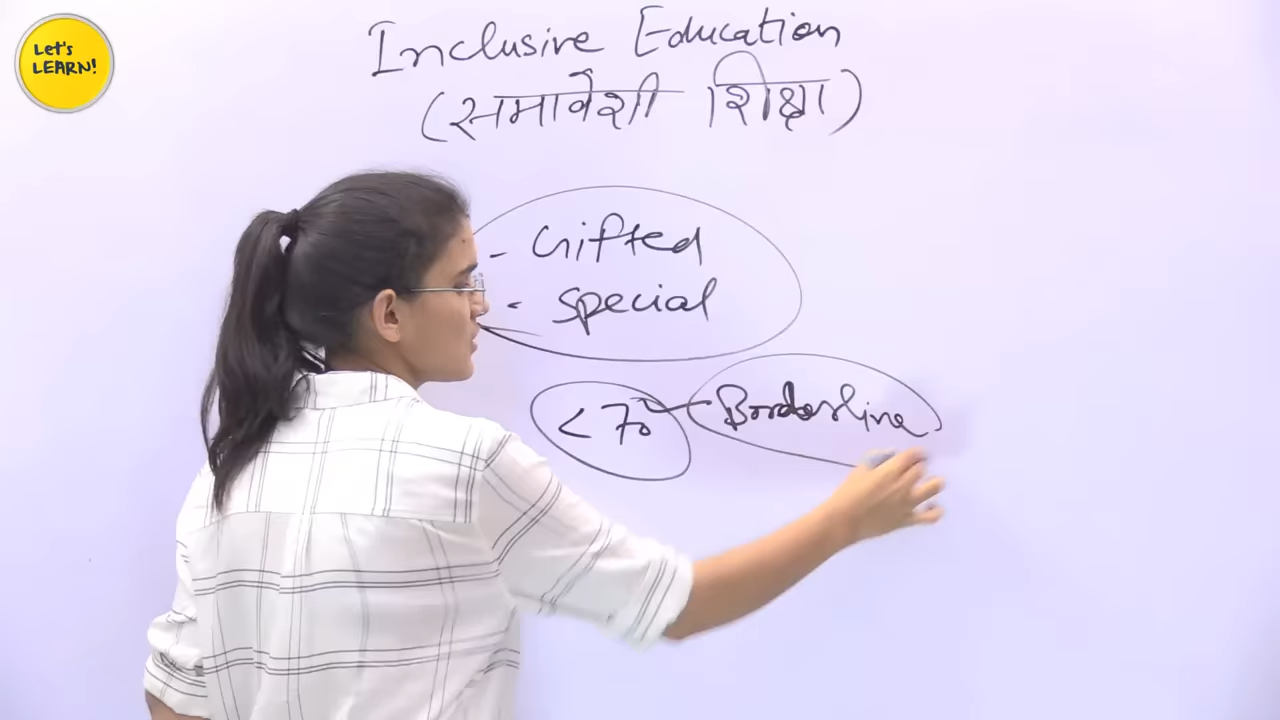 Let's
LEARN!
Inclusive Education
(समावेशी शिक्षा)
- Gifted
- special
< 70 Borderline